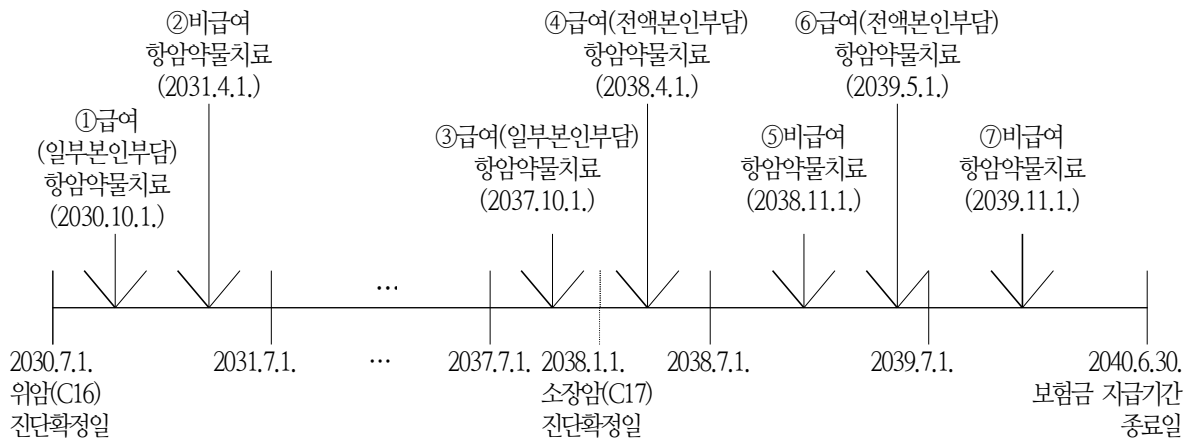 ②비급여
항암약물치료
(2031.4.1.)
④급여(전액본인부담)
항암약물치료
(2038.4.1.)
⑥급여(전액본인부담)
항암약물치료
(2039.5.1.)
①급여
(일부본인부담)
항암약물치료
(2030.10.1.)
③급여(일부본인부담)
항암약물치료
(2037.10.1.)
⑤비급여
항암약물치료
(2038.11.1.)
⑦비급여
항암약물치료
(2039.11.1.)
...
2030.7.1.
위암(C16)
진단확정일
2031.7.1.
...
2037.7.1.
2038.1.1.
소장암(C17)
진단확정일
2038.7.1.
2039.7.1.
2040.6.30.
보험금 지급기간
종료일